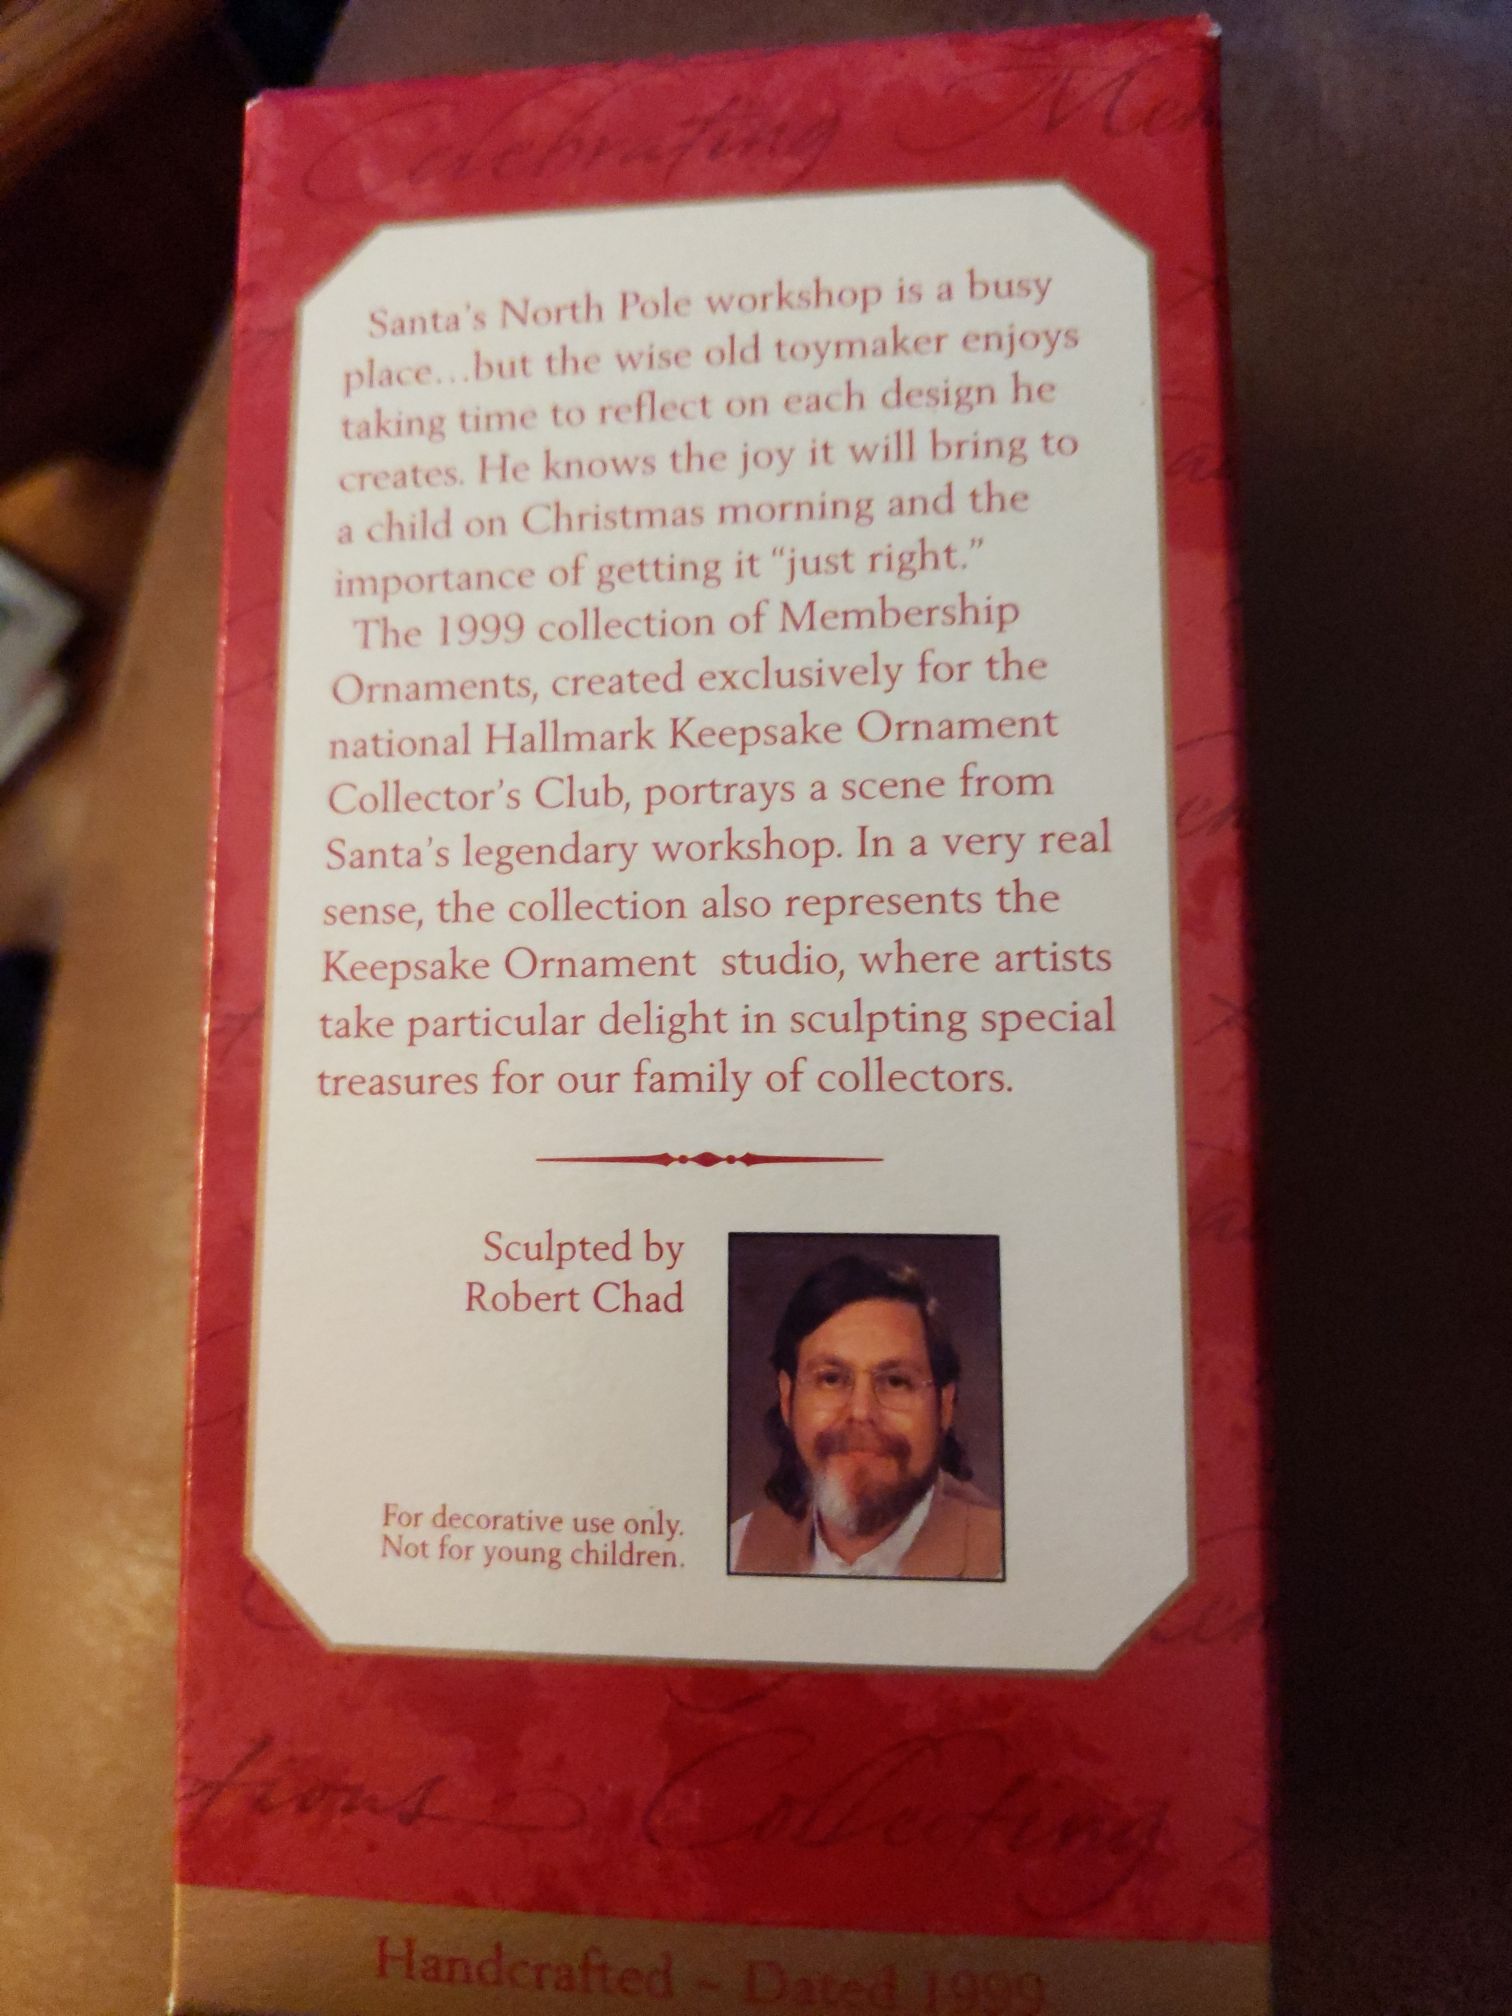 Celebrating
Santa's North Pole workshop is a busy
place...but the wise old toymaker enjoys
taking time to reflect on each design he
creates. He knows the joy it will bring to
a child on Christmas morning and the
importance of getting it "just right."
The 1999 collection of Membership
Ornaments, created exclusively for the
national Hallmark Keepsake Ornament
Collector's Club, portrays a scene from
Santa's legendary workshop. In a very real
sense, the collection also represents the
Keepsake Ornament studio, where artists
take particular delight in sculpting special
treasures for our family of collectors.
Sculpted by
Robert Chad
For decorative use only.
Not for young children.
tions Collecting
Handcrafted ~ Dated 1999